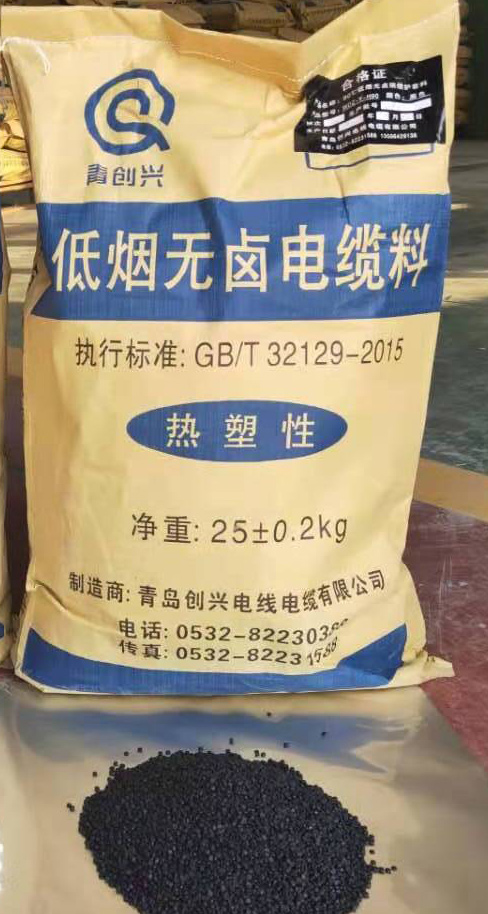 青创兴
合格证
低烟无卤电缆料
执行标准: GB/T 32129-2015
热塑性
净重: 25±0.2kg
制造商: 青岛创兴电线电缆有限公司
电话: 0532-8223038
传真: 0532-82231588